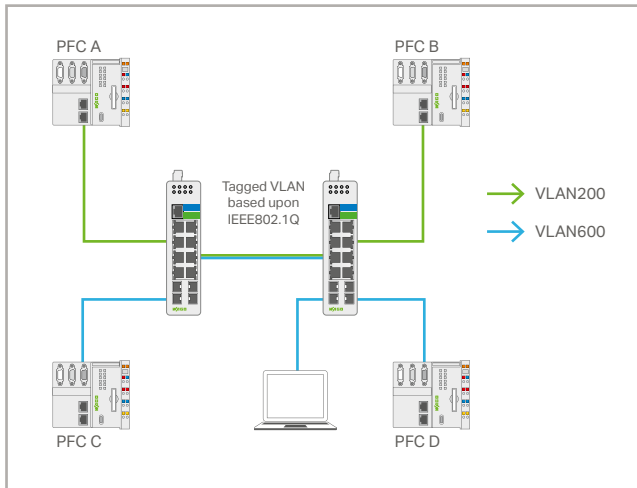 PFC A
PFC B
Tagged VLAN
based upon
IEEE802.1Q
VLAN200
VLAN600
PFC C
PFC D